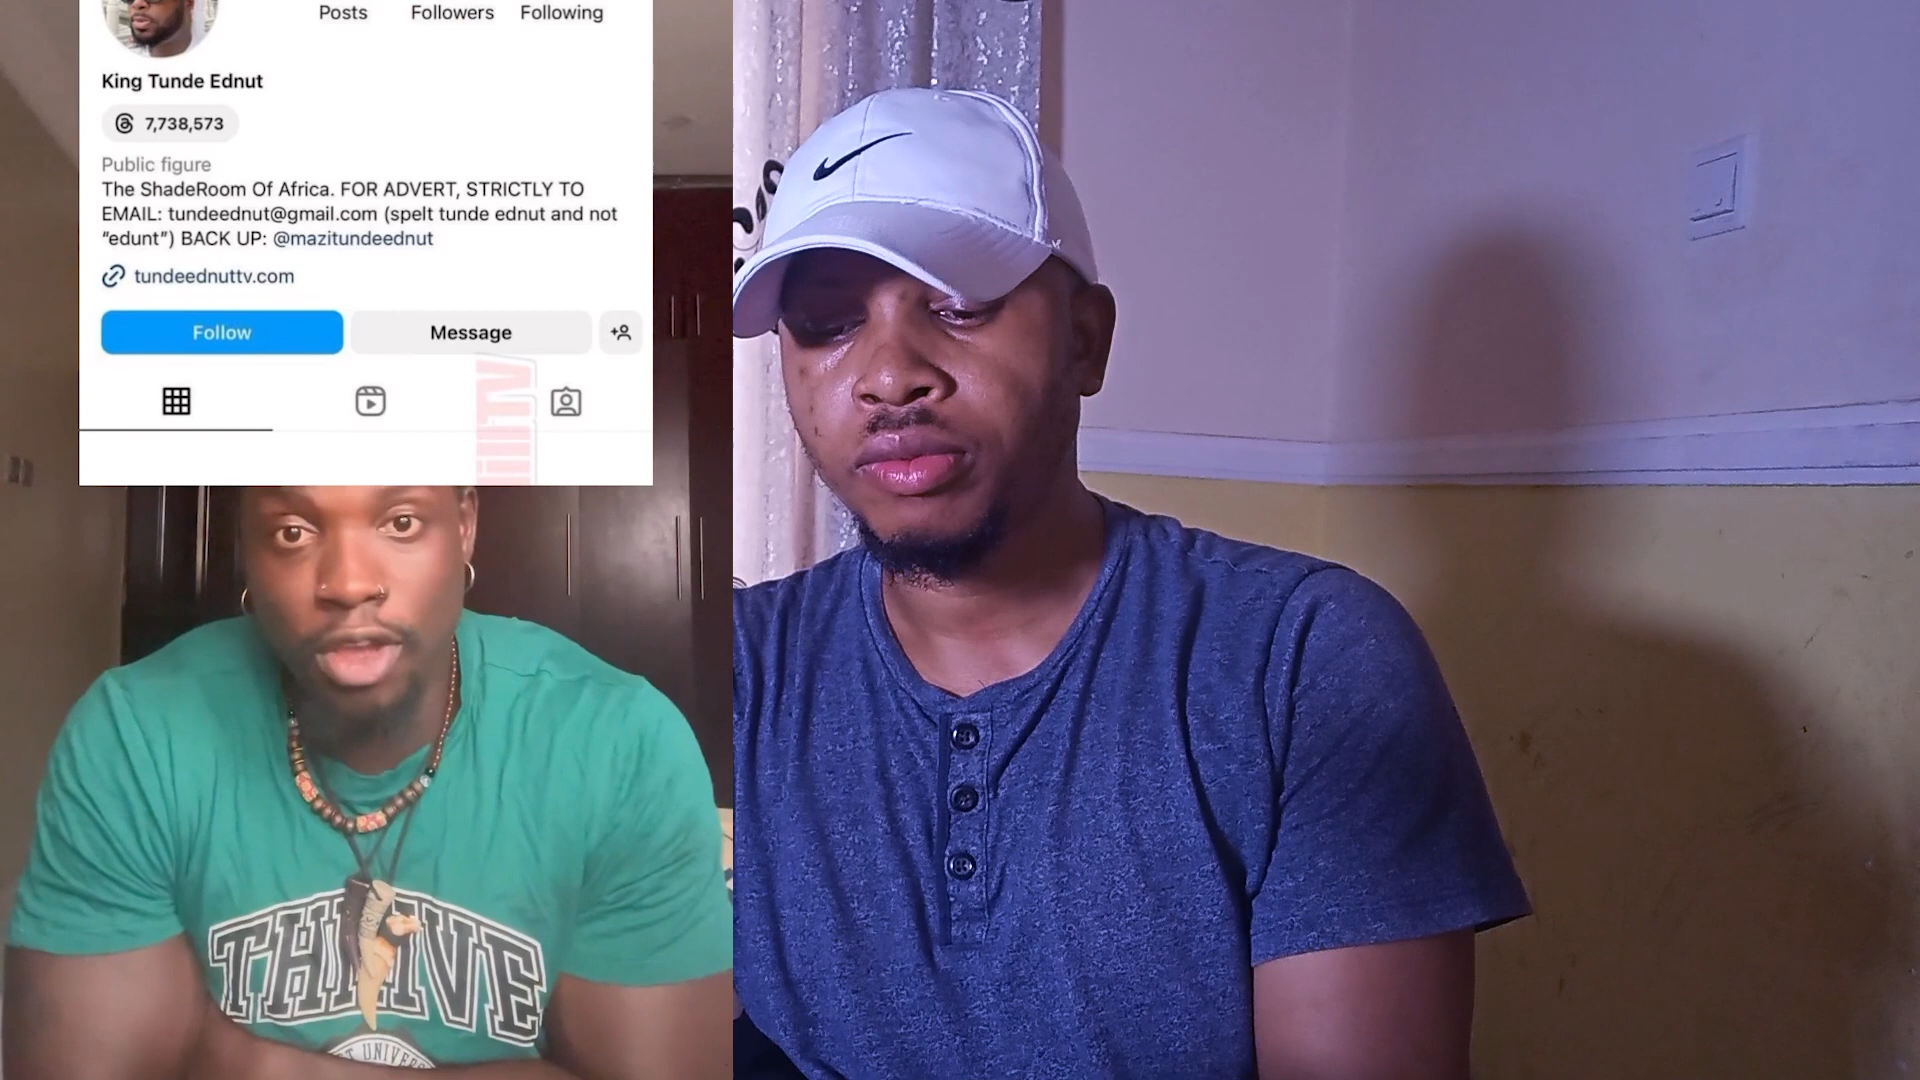 Posts Followers Following
King Tunde Ednut
7,738,573
Public figure
The ShadeRoom Of Africa. FOR ADVERT, STRICTLY TO
EMAIL: tundeednut@gmail.com (spelt tunde ednut and not
“edunt”) BACK UP: @mazitundeednut
tundeednuttv.com
Follow Message
THRIVE